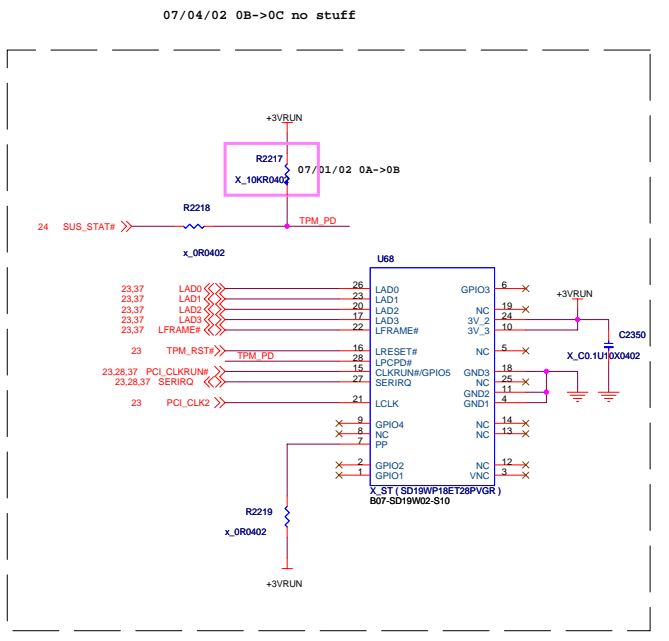 07/04/02 0B->0C no stuff
+3VRUN
R2217
07/01/02 0A->0B
X_10KR0402
R2218
TPM_PD
24 SUS_STAT#
x_0R0402
U68
23,37 LAD0 26 LAD0 GPIO3 6
23,37 LAD1 23 LAD1 NC 19 +3VRUN
23,37 LAD2 20 LAD2 3V_2 24
23,37 LAD3 17 LAD3 3V_3 10
23,37 LFRAME# 22 LFRAME#
C2350
23 TPM_RST# 16 LRESET# NC 5
X_C0.1U10X0402
TPM_PD 28 LPCPD#
23,28,37 PCI_CLKRUN# 15 CLKRUN#/GPIO5 GND3 18
23,28,37 SERIRQ 27 SERIRQ NC 25
GND2 11
23 PCI_CLK2 21 LCLK GND1 4
9 GPIO4 NC 14
8 NC NC 13
7 PP
2 GPIO2 NC 12
1 GPIO1 VNC 3
X_ST ( SD19WP18ET28PVGR )
B07-SD19W02-S10
R2219
x_0R0402
+3VRUN